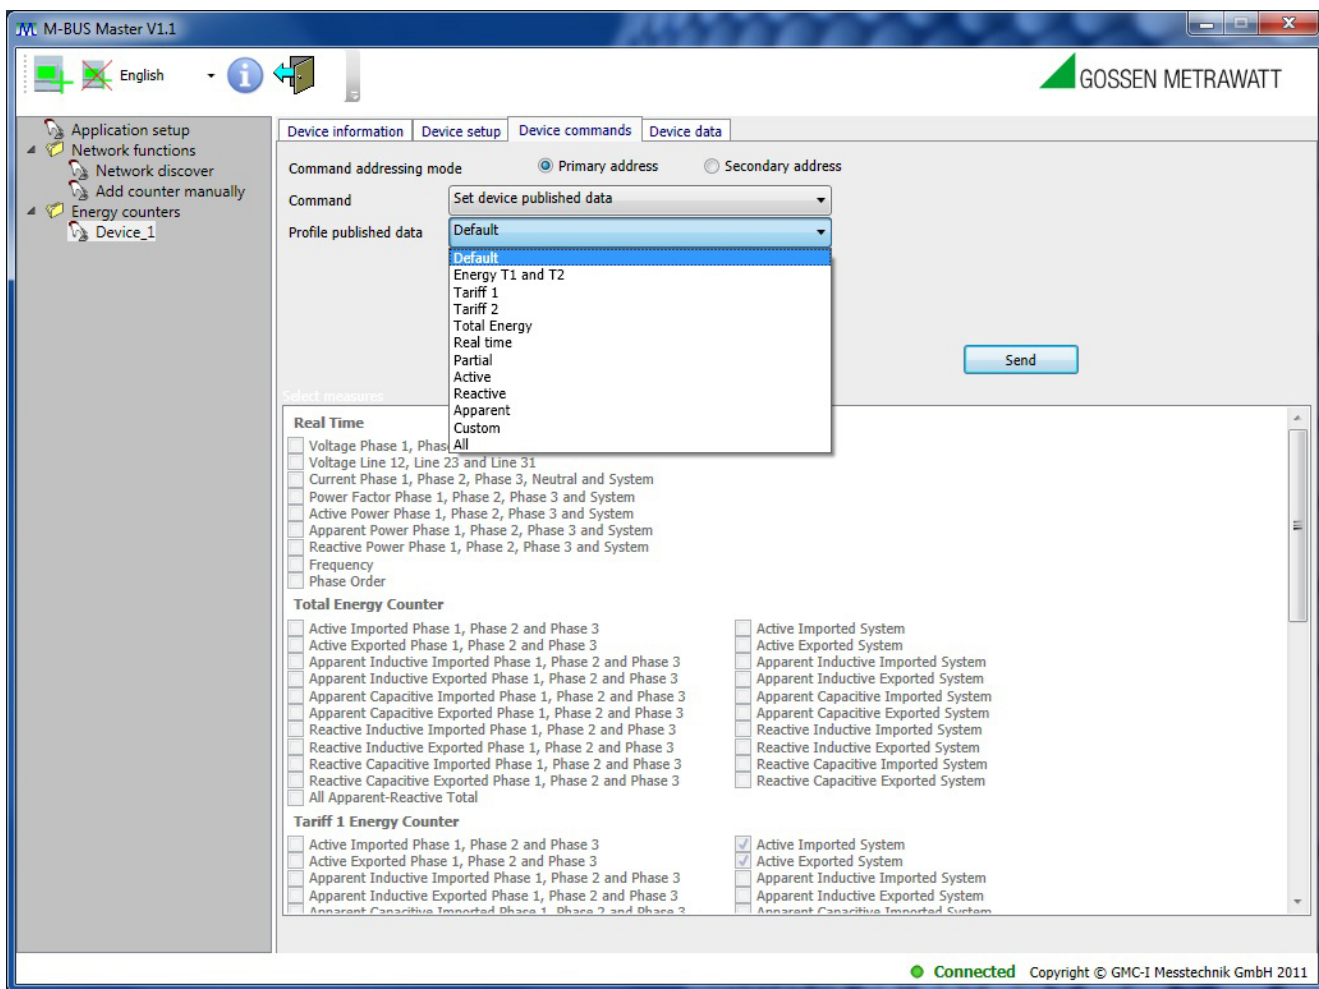 M-BUS Master V1.1
English
GOSSEN METRAWATT
Application setup
Network functions
Network discover
Add counter manually
Energy counters
Device_1
Device information Device setup Device commands Device data
Command addressing mode Primary address Secondary address
Command Set device published data
Profile published data Default
Default
Energy T1 and T2
Tariff 1
Tariff 2
Total Energy
Real time
Partial
Active
Reactive
Apparent
Custom
All
Send
Select measures
Real Time
Voltage Phase 1, Phas
Voltage Line 12, Line 23 and Line 31
Current Phase 1, Phase 2, Phase 3, Neutral and System
Power Factor Phase 1, Phase 2, Phase 3 and System
Active Power Phase 1, Phase 2, Phase 3 and System
Apparent Power Phase 1, Phase 2, Phase 3 and System
Reactive Power Phase 1, Phase 2, Phase 3 and System
Frequency
Phase Order
Total Energy Counter
Active Imported Phase 1, Phase 2 and Phase 3 Active Imported System
Active Exported Phase 1, Phase 2 and Phase 3 Active Exported System
Apparent Inductive Imported Phase 1, Phase 2 and Phase 3 Apparent Inductive Imported System
Apparent Inductive Exported Phase 1, Phase 2 and Phase 3 Apparent Inductive Exported System
Apparent Capacitive Imported Phase 1, Phase 2 and Phase 3 Apparent Capacitive Imported System
Apparent Capacitive Exported Phase 1, Phase 2 and Phase 3 Apparent Capacitive Exported System
Reactive Inductive Imported Phase 1, Phase 2 and Phase 3 Reactive Inductive Imported System
Reactive Inductive Exported Phase 1, Phase 2 and Phase 3 Reactive Inductive Exported System
Reactive Capacitive Imported Phase 1, Phase 2 and Phase 3 Reactive Capacitive Imported System
Reactive Capacitive Exported Phase 1, Phase 2 and Phase 3 Reactive Capacitive Exported System
All Apparent-Reactive Total
Tariff 1 Energy Counter
Active Imported Phase 1, Phase 2 and Phase 3 Active Imported System
Active Exported Phase 1, Phase 2 and Phase 3 Active Exported System
Apparent Inductive Imported Phase 1, Phase 2 and Phase 3 Apparent Inductive Imported System
Apparent Inductive Exported Phase 1, Phase 2 and Phase 3 Apparent Inductive Exported System
Apparent Capacitive Imported Phase 1, Phase 2 and Phase 3 Apparent Capacitive Imported System
Connected Copyright © GMC-I Messtechnik GmbH 2011